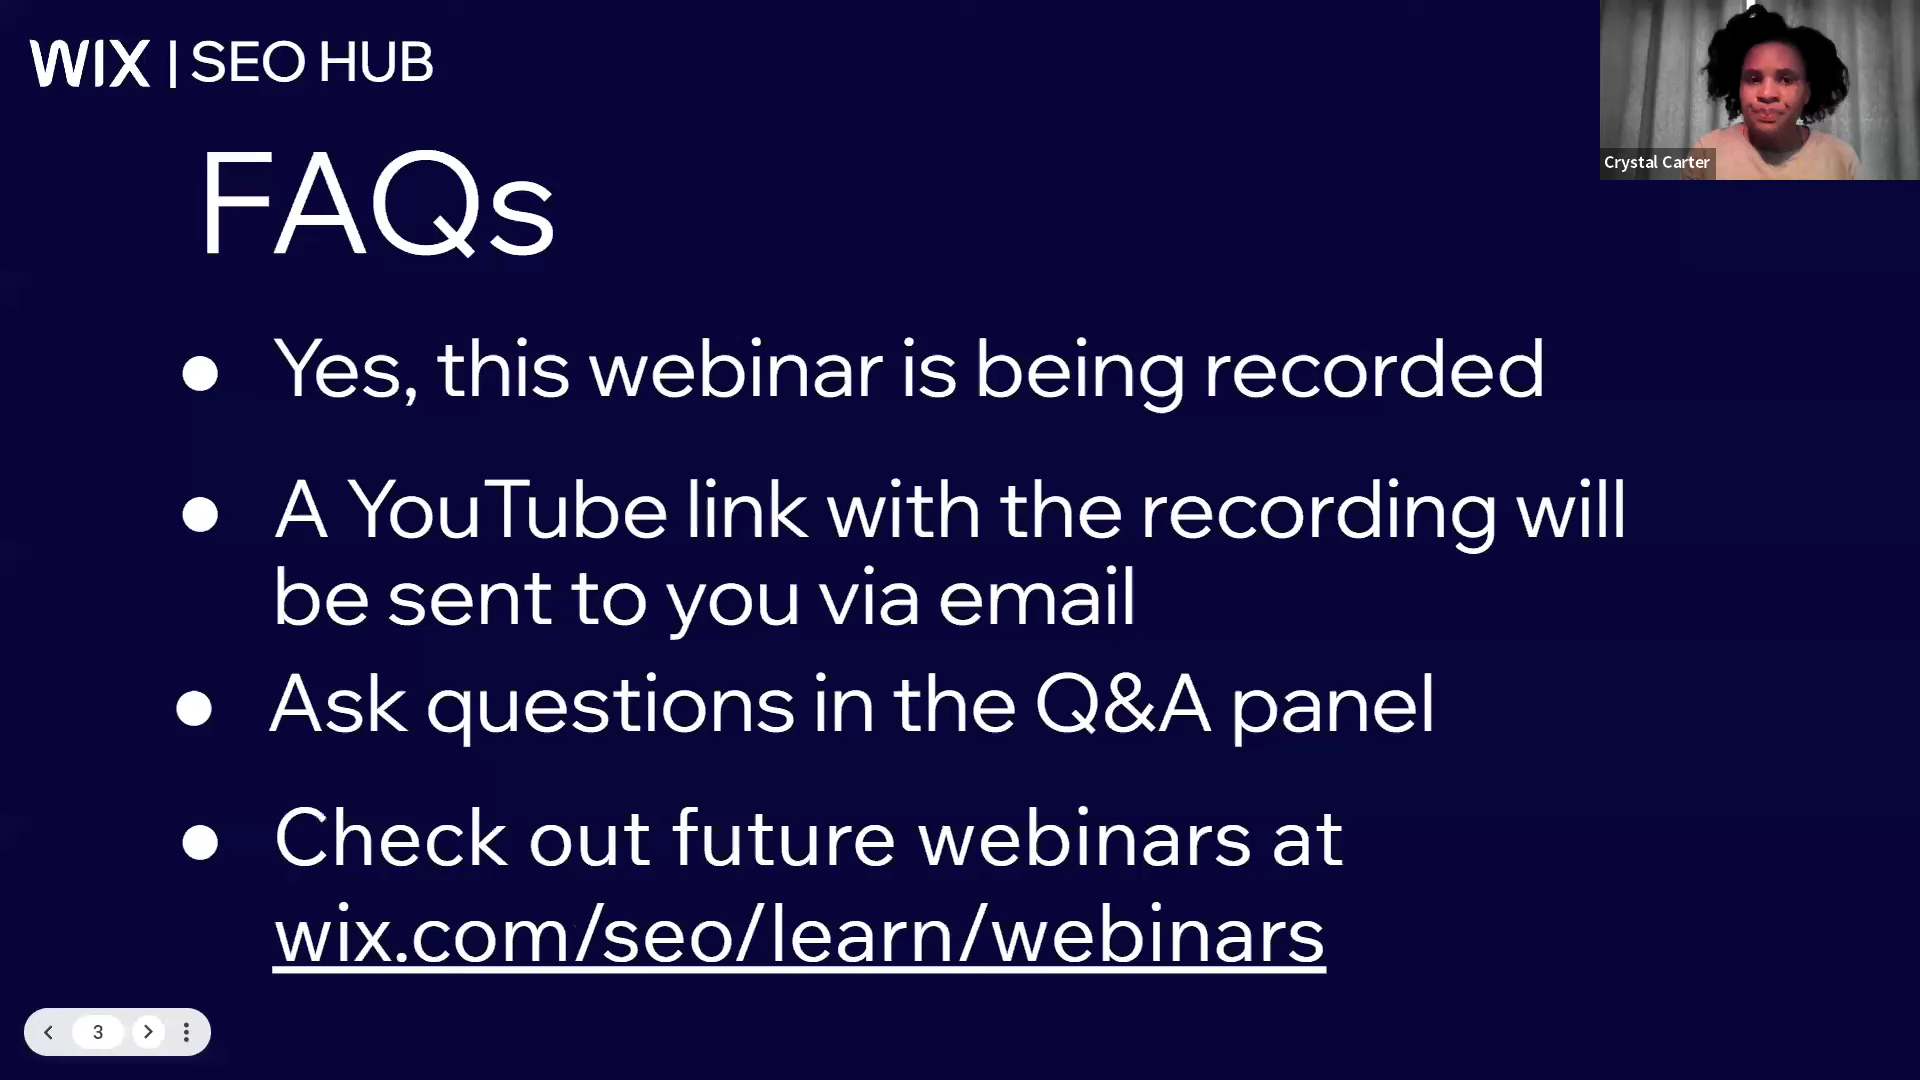 WIX | SEO HUB
Crystal Carter
FAQs
● Yes, this webinar is being recorded
● A YouTube link with the recording will
be sent to you via email
● Ask questions in the Q&A panel
● Check out future webinars at
wix.com/seo/learn/webinars
3